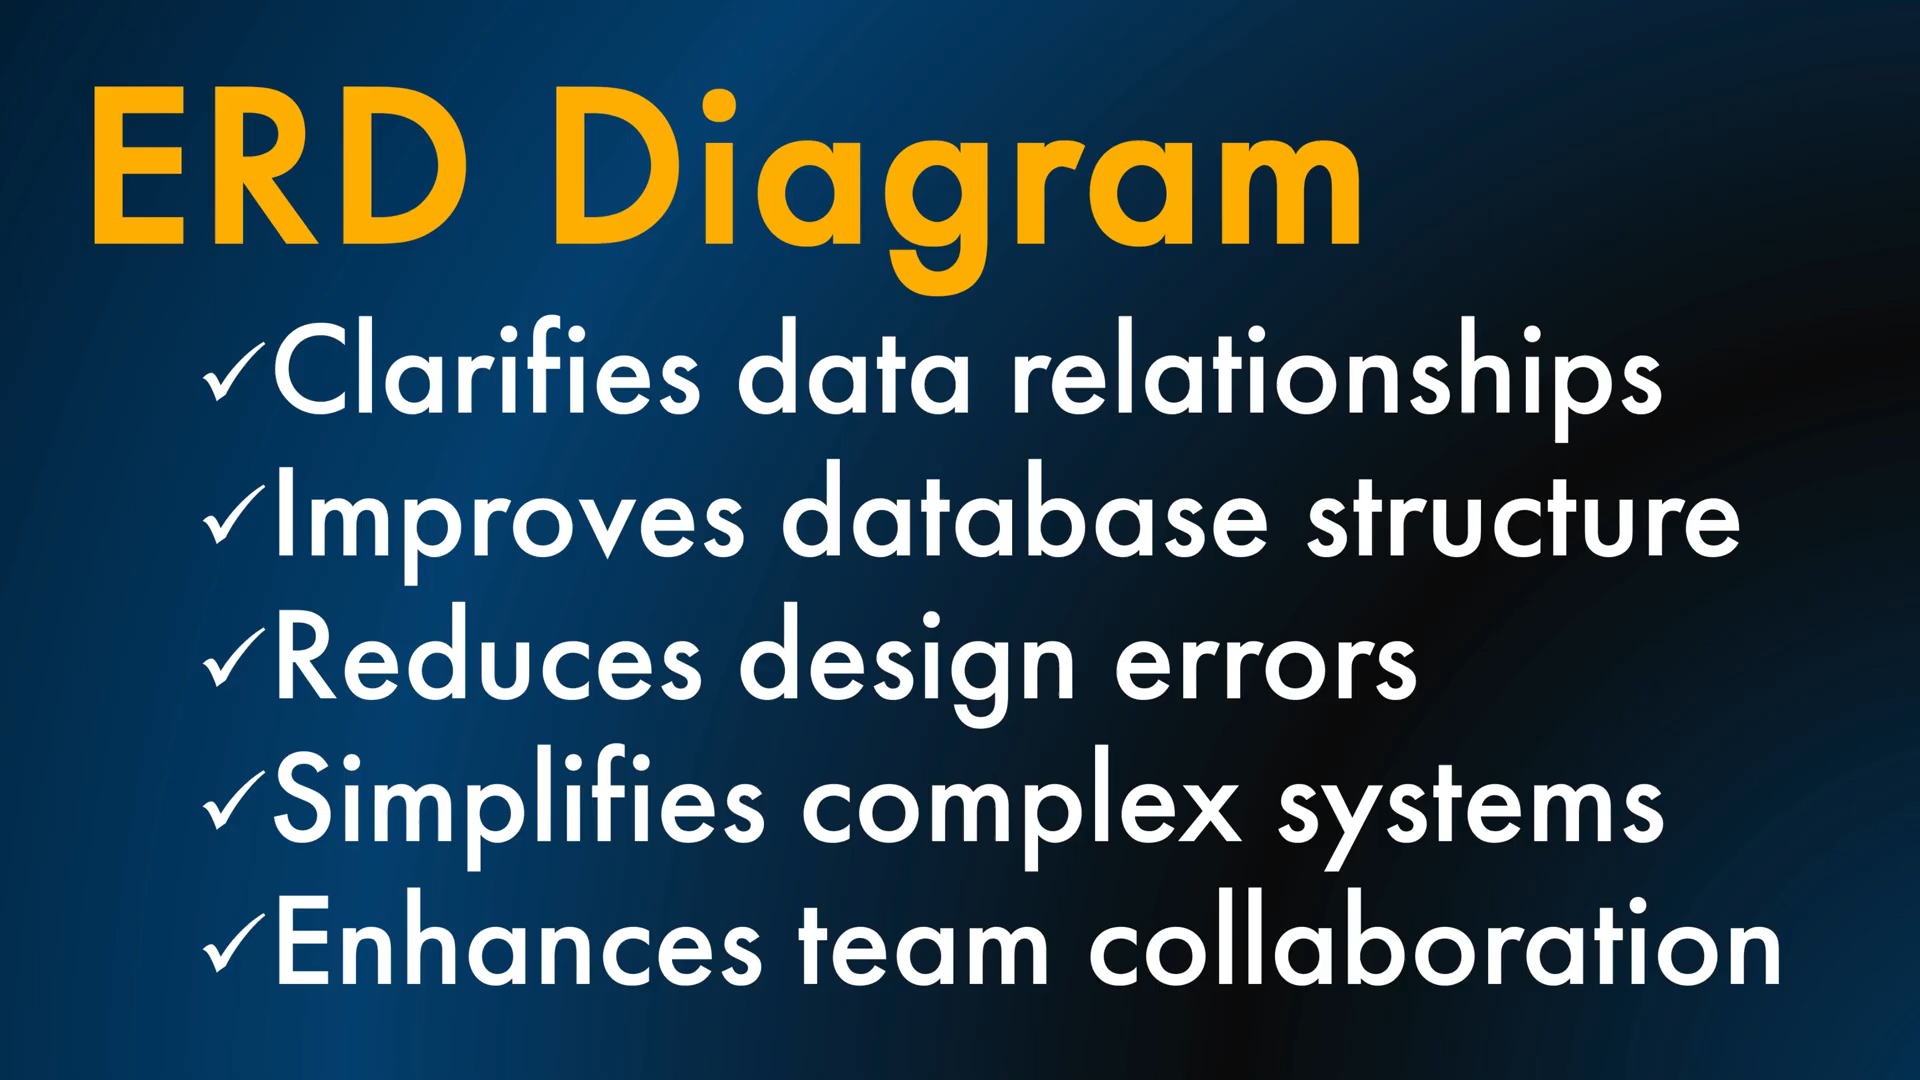 ERD Diagram
✓Clarifies data relationships
✓Improves database structure
✓Reduces design errors
✓Simplifies complex systems
✓Enhances team collaboration